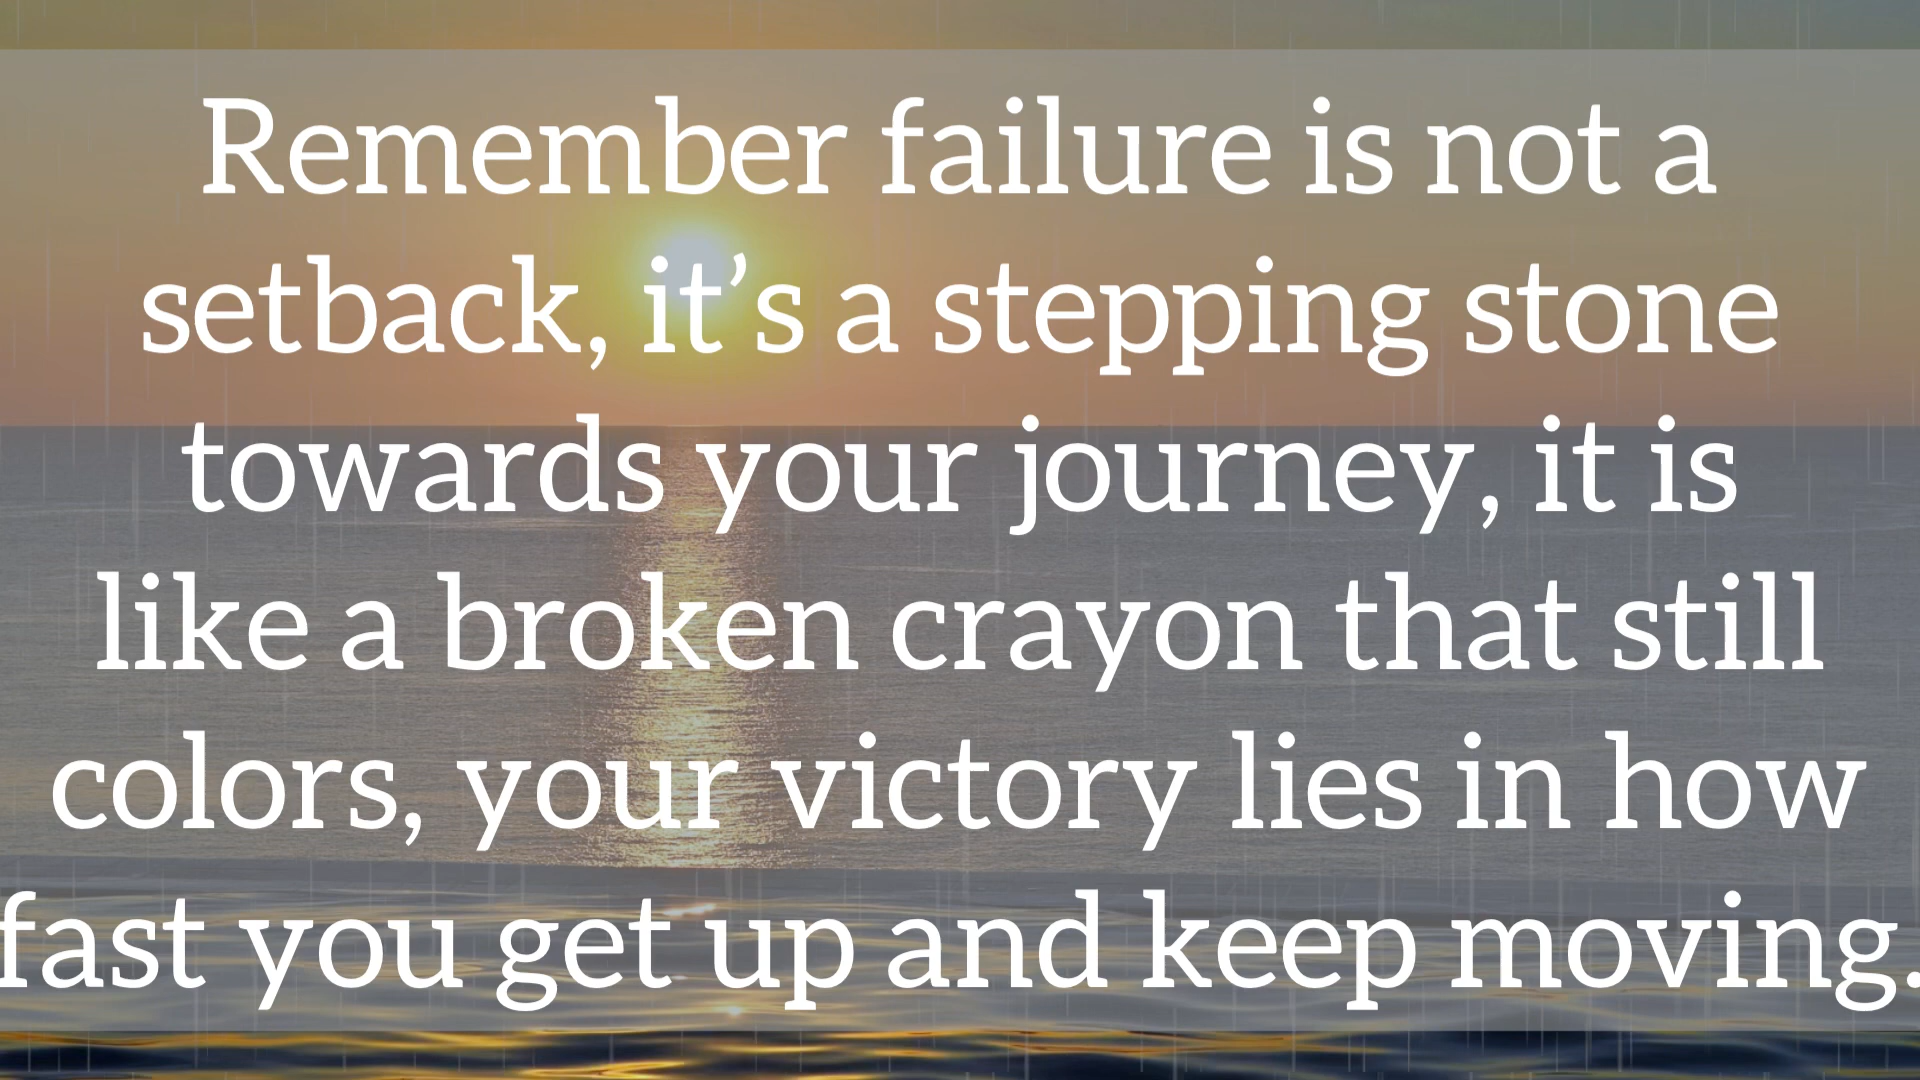 Remember failure is not a
setback, it’s a stepping stone
towards your journey, it is
like a broken crayon that still
colors, your victory lies in how
fast you get up and keep moving.